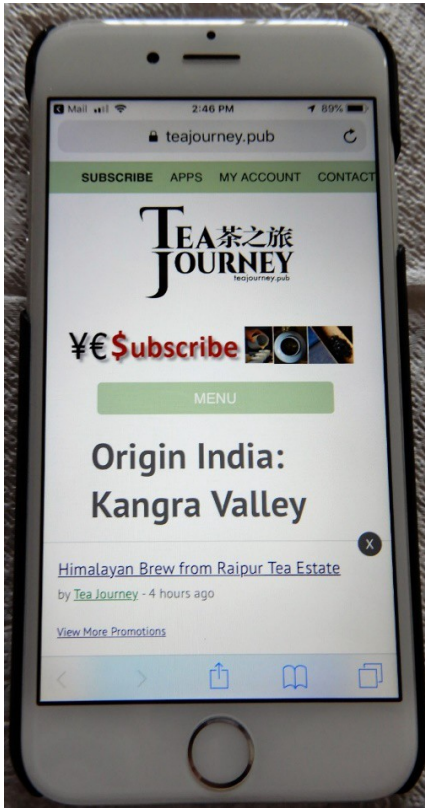 Mail 2:46 PM 89%
teajourney.pub
SUBSCRIBE APPS MY ACCOUNT CONTACT
TEA茶之旅
JOURNEY
teajourney.pub
¥€$ubscribe
MENU
Origin India:
Kangra Valley
X
Himalayan Brew from Raipur Tea Estate
by Tea Journey - 4 hours ago
View More Promotions